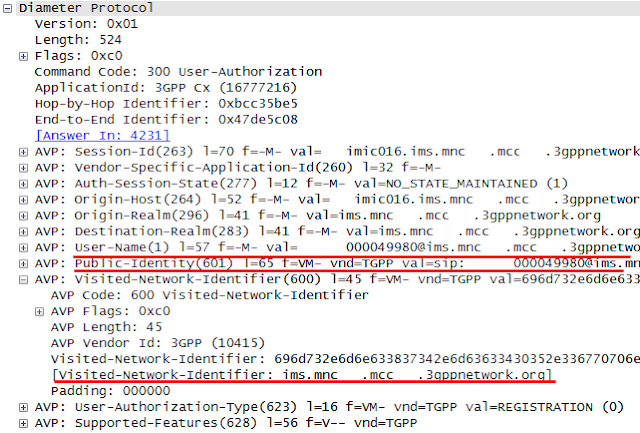 Diameter Protocol
Version: 0x01
Length: 524
Flags: 0xc0
Command Code: 300 User-Authorization
ApplicationId: 3GPP Cx (16777216)
Hop-by-Hop Identifier: 0xbcc35be5
End-to-End Identifier: 0x47de5c08
[Answer In: 4231]
AVP: Session-Id(263) l=70 f=-M- val= imic016.ims.mnc .mcc .3gppnetwork
AVP: Vendor-Specific-Application-Id(260) l=32 f=-M-
AVP: Auth-Session-State(277) l=12 f=-M- val=NO_STATE_MAINTAINED (1)
AVP: Origin-Host(264) l=52 f=-M- val= imic016.ims.mnc .mcc .3gppnetwork.
AVP: Origin-Realm(296) l=41 f=-M- val=ims.mnc .mcc .3gppnetwork.org
AVP: Destination-Realm(283) l=41 f=-M- val=ims.mnc .mcc .3gppnetwork.org
AVP: User-Name(1) l=57 f=-M- val= 000049980@ims.mnc .mcc .3gppnetwo
AVP: Public-Identity(601) l=65 f=VM- vnd=TGPP val=sip: 000049980@ims.mn
AVP: Visited-Network-Identifier(600) l=45 f=VM- vnd=TGPP val=696d732e6d6e633
AVP Code: 600 Visited-Network-Identifier
AVP Flags: 0xc0
AVP Length: 45
AVP Vendor Id: 3GPP (10415)
Visited-Network-Identifier: 696d732e6d6e633837342e6d63633430352e336770706e
[Visited-Network-Identifier: ims.mnc .mcc .3gppnetwork.org]
Padding: 000000
AVP: User-Authorization-Type(623) l=16 f=VM- vnd=TGPP val=REGISTRATION (0)
AVP: Supported-Features(628) l=56 f=V-- vnd=TGPP